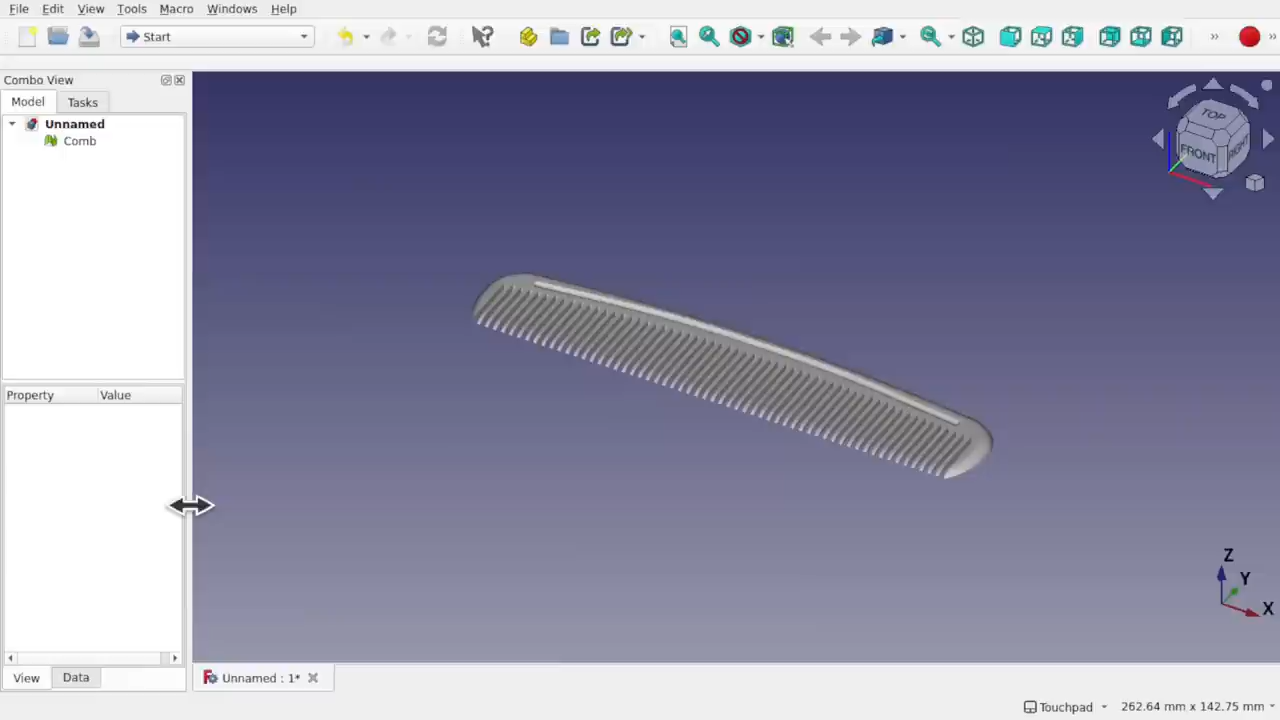 File Edit View Tools Macro Windows Help
Start
Combo View
Model Tasks
Unnamed
Comb
Property Value
View Data
TOP
FRONT
RIGHT
Z
Y
X
Unnamed : 1*
Touchpad 262.64 mm x 142.75 mm